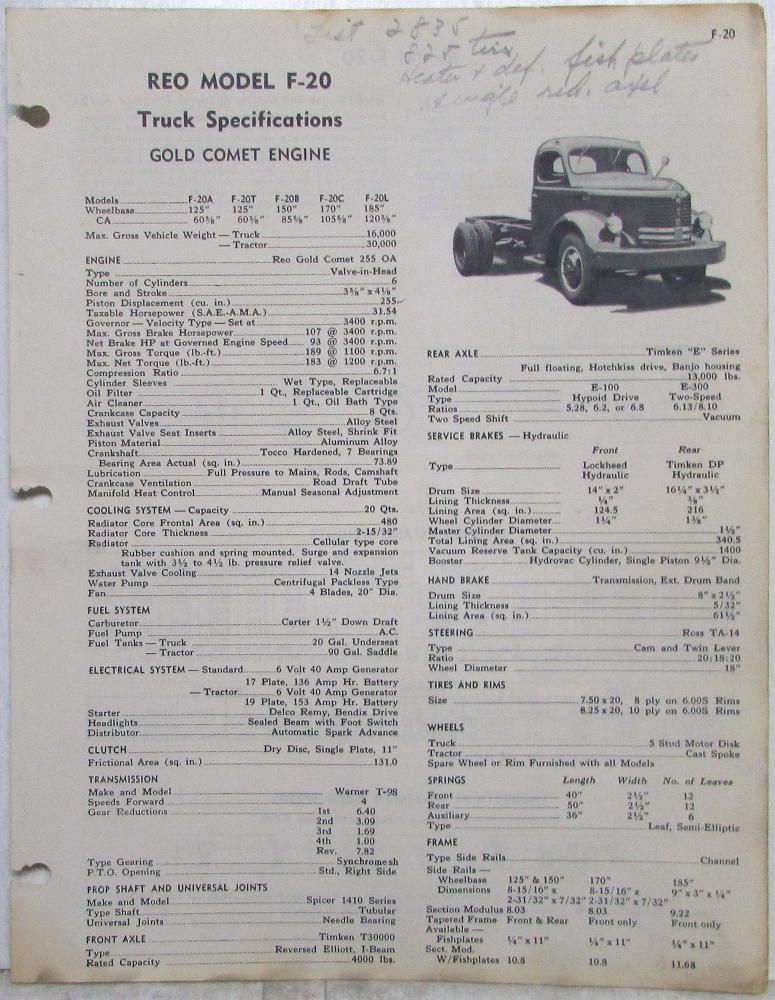 F-20
List 2835
825 tires
Heater & def. fish plates
single red. axel
REO MODEL F-20
Truck Specifications
GOLD COMET ENGINE
Models F-20A F-20T F-20B F-20C F-20L
Wheelbase 125" 125" 150" 170" 185"
CA 60⅝" 60⅝" 85⅝" 105⅝" 120⅝"
Max. Gross Vehicle Weight — Truck 16,000
— Tractor 30,000
ENGINE Reo Gold Comet 255 OA
Type Valve-in-Head
Number of Cylinders 6
Bore and Stroke 3⅝" x 4⅛"
Piston Displacement (cu. in.) 255
Taxable Horsepower (S.A.E.-A.M.A.) 31.54
Governor — Velocity Type — Set at 3400 r.p.m.
Max. Gross Brake Horsepower 107 @ 3400 r.p.m.
Net Brake HP at Governed Engine Speed 93 @ 3400 r.p.m.
Max. Gross Torque (lb.-ft.) 189 @ 1100 r.p.m.
Max. Net Torque (lb.-ft.) 183 @ 1200 r.p.m.
Compression Ratio 6.7:1
Cylinder Sleeves Wet Type, Replaceable
Oil Filter 1 Qt., Replaceable Cartridge
Air Cleaner 1 Qt., Oil Bath Type
Crankcase Capacity 8 Qts.
Exhaust Valves Alloy Steel
Exhaust Valve Seat Inserts Alloy Steel, Shrink Fit
Piston Material Aluminum Alloy
Crankshaft Tocco Hardened, 7 Bearings
Bearing Area Actual (sq. in.) 73.89
Lubrication Full Pressure to Mains, Rods, Camshaft
Crankcase Ventilation Road Draft Tube
Manifold Heat Control Manual Seasonal Adjustment
COOLING SYSTEM — Capacity 20 Qts.
Radiator Core Frontal Area (sq. in.) 480
Radiator Core Thickness 2-15/32"
Radiator Cellular type core
Rubber cushion and spring mounted. Surge and expansion
tank with 3½ to 4½ lb. pressure relief valve.
Exhaust Valve Cooling 14 Nozzle Jets
Water Pump Centrifugal Packless Type
Fan 4 Blades, 20" Dia.
FUEL SYSTEM
Carburetor Carter 1½" Down Draft
Fuel Pump A.C.
Fuel Tanks — Truck 20 Gal. Underseat
— Tractor 90 Gal. Saddle
ELECTRICAL SYSTEM — Standard 6 Volt 40 Amp Generator
17 Plate, 136 Amp Hr. Battery
— Tractor 6 Volt 40 Amp Generator
19 Plate, 153 Amp Hr. Battery
Starter Delco Remy, Bendix Drive
Headlights Sealed Beam with Foot Switch
Distributor Automatic Spark Advance
CLUTCH Dry Disc, Single Plate, 11"
Frictional Area (sq. in.) 131.0
TRANSMISSION
Make and Model Warner T-98
Speeds Forward 4
Gear Reductions 1st 6.40
2nd 3.09
3rd 1.69
4th 1.00
Rev. 7.82
Type Gearing Synchromesh
P.T.O. Opening Std., Right Side
PROP SHAFT AND UNIVERSAL JOINTS
Make and Model Spicer 1410 Series
Type Shaft Tubular
Universal Joints Needle Bearing
FRONT AXLE Timken T30000
Type Reversed Elliott, I-Beam
Rated Capacity 4000 lbs.
REAR AXLE Timken "E" Series
Full floating, Hotchkiss drive, Banjo housing
Rated Capacity 13,000 lbs.
Model E-100 E-300
Type Hypoid Drive Two-Speed
Ratios 5.28, 6.2, or 6.8 6.13/8.10
Two Speed Shift Vacuum
SERVICE BRAKES — Hydraulic
Front Rear
Type Lockheed Timken DP
Hydraulic Hydraulic
Drum Size 14" x 2" 16¼" x 3½"
Lining Thickness ¼" ⅜"
Lining Area (sq. in.) 124.5 216
Wheel Cylinder Diameter 1¼" 1⅜"
Master Cylinder Diameter 1½"
Total Lining Area (sq. in.) 340.5
Vacuum Reserve Tank Capacity (cu. in.) 1400
Booster Hydrovac Cylinder, Single Piston 9½" Dia.
HAND BRAKE Transmission, Ext. Drum Band
Drum Size 8" x 2½"
Lining Thickness 5/32"
Lining Area (sq. in.) 61½"
STEERING Ross TA-14
Type Cam and Twin Lever
Ratio 20:18:20
Wheel Diameter 18"
TIRES AND RIMS
Size 7.50 x 20, 8 ply on 6.00S Rims
8.25 x 20, 10 ply on 6.00S Rims
WHEELS
Truck 5 Stud Motor Disk
Tractor Cast Spoke
Spare Wheel or Rim Furnished with all Models
SPRINGS Length Width No. of Leaves
Front 40" 2½" 12
Rear 50" 2½" 12
Auxiliary 36" 2½" 6
Type Leaf, Semi-Elliptic
FRAME
Type Side Rails Channel
Side Rails —
Wheelbase 125" & 150" 170" 185"
Dimensions 8-15/16" x 8-15/16" x 9" x 3" x ¼"
2-31/32" x 7/32" 2-31/32" x 7/32"
Section Modulus 8.03 8.03 9.22
Tapered Frame Front & Rear Front only Front only
Available —
Fishplates ¼" x 11" ¼" x 11" ¼" x 11"
Sect. Mod.
W/Fishplates 10.8 10.8 11.68